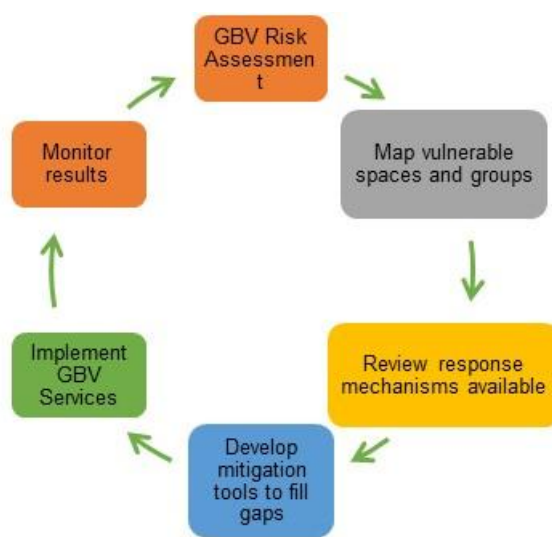 GBV Risk
Assessmen
t
Map vulnerable
spaces and groups
Review response
mechanisms available
Develop
mitigation
tools to fill
gaps
Implement
GBV
Services
Monitor
results